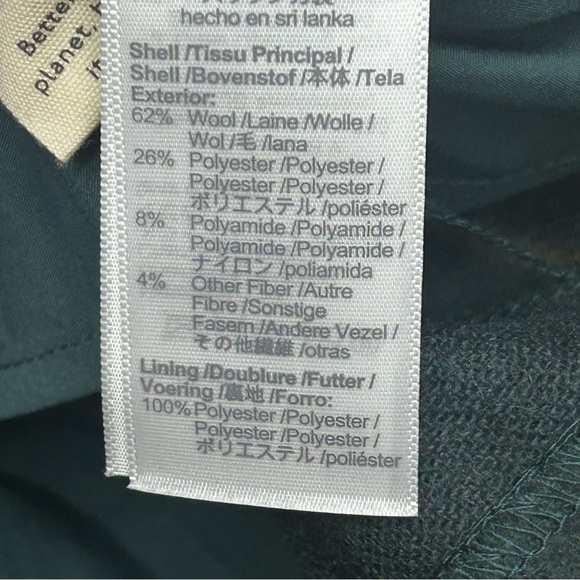 Bette
planet,
hecho en sri lanka
Shell /Tissu Principal /
Shell /Bovenstof /本体 /Tela
Exterior:
62% Wool /Laine /Wolle /
Wol /毛 /lana
26% Polyester /Polyester /
Polyester /Polyester /
ポリエステル /poliéster
8% Polyamide /Polyamide /
Polyamide /Polyamide /
ナイロン /poliamida
4% Other Fiber /Autre
Fibre /Sonstige
Fasern /Andere Vezel /
その他繊維 /otras
Lining /Doublure /Futter /
Voering /裏地 /Forro:
100% Polyester /Polyester /
Polyester /Polyester /
ポリエステル /poliéster